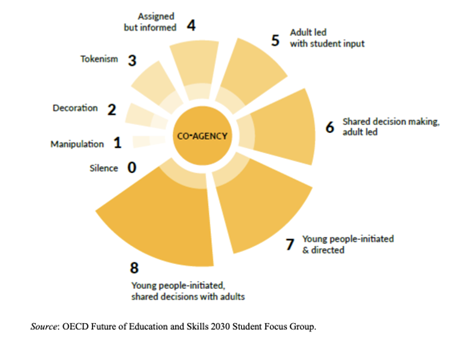 CO•AGENCY
Silence 0
Manipulation 1
Decoration 2
Tokenism 3
Assigned
but informed 4
5 Adult led
with student input
6 Shared decision making,
adult led
7 Young people-initiated
& directed
8
Young people-initiated,
shared decisions with adults
Source: OECD Future of Education and Skills 2030 Student Focus Group.